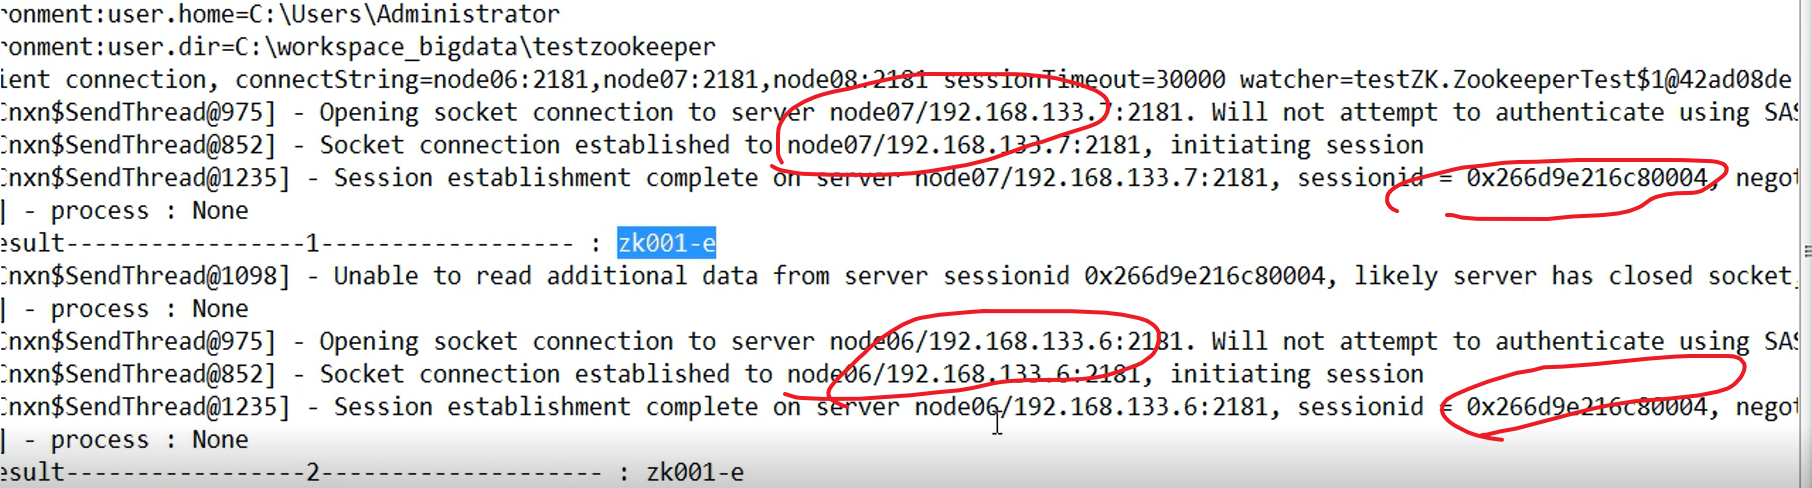 ronment:user.home=C:\Users\Administrator
ronment:user.dir=C:\workspace_bigdata\testzookeeper
ient connection, connectString=node06:2181,node07:2181,node08:2181 sessionTimeout=30000 watcher=testZK.ZookeeperTest$1@42ad08de
Cnxn$SendThread@975] - Opening socket connection to server node07/192.168.133.7:2181. Will not attempt to authenticate using SAS
Cnxn$SendThread@852] - Socket connection established to node07/192.168.133.7:2181, initiating session
Cnxn$SendThread@1235] - Session establishment complete on server node07/192.168.133.7:2181, sessionid = 0x266d9e216c80004, negot
] - process : None
esult-----------------1------------------ : zk001-e
Cnxn$SendThread@1098] - Unable to read additional data from server sessionid 0x266d9e216c80004, likely server has closed socket,
] - process : None
Cnxn$SendThread@975] - Opening socket connection to server node06/192.168.133.6:2181. Will not attempt to authenticate using SAS
Cnxn$SendThread@852] - Socket connection established to node06/192.168.133.6:2181, initiating session
Cnxn$SendThread@1235] - Session establishment complete on server node06/192.168.133.6:2181, sessionid = 0x266d9e216c80004, negot
] - process : None
esult-----------------2-------------------- : zk001-e